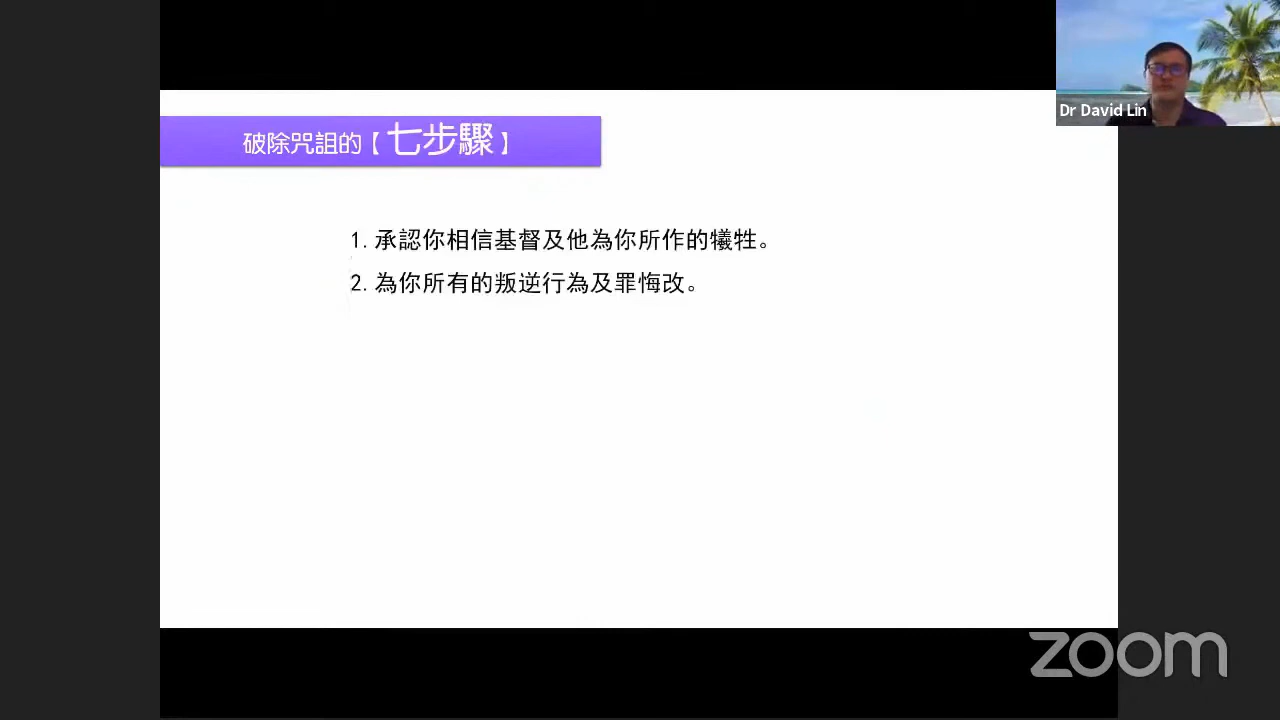 Dr David Lin
破除咒詛的【七步驟】
1. 承認你相信基督及他為你所作的犧牲。
2. 為你所有的叛逆行為及罪悔改。
zoom